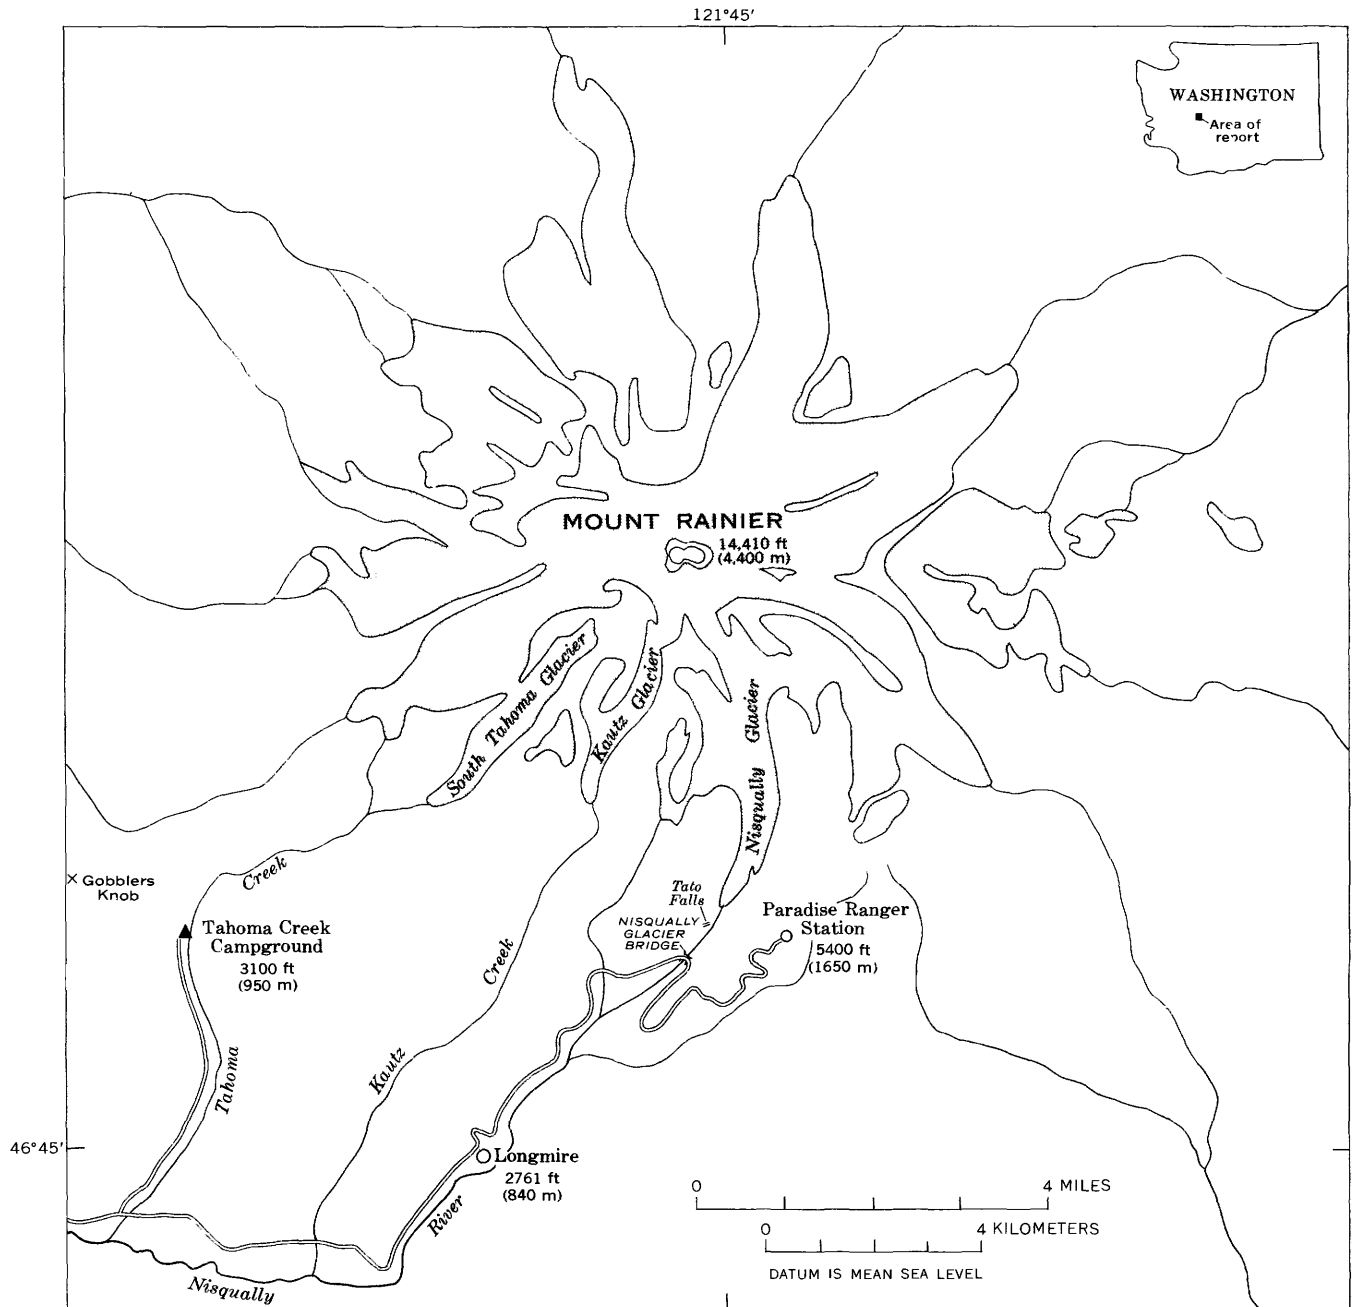 121°45'
WASHINGTON
Area of
report
MOUNT RAINIER
14,410 ft
(4,400 m)
South Tahoma Glacier
Kautz Glacier
Nisqually Glacier
Creek
Gobblers
Knob
Tato
Falls
NISQUALLY
GLACIER
BRIDGE
Paradise Ranger
Station
5400 ft
(1650 m)
Tahoma Creek
Campground
3100 ft
(950 m)
Creek
Kautz
Tahoma
46°45'
Longmire
2761 ft
(840 m)
River
Nisqually
0 4 MILES
0 4 KILOMETERS
DATUM IS MEAN SEA LEVEL